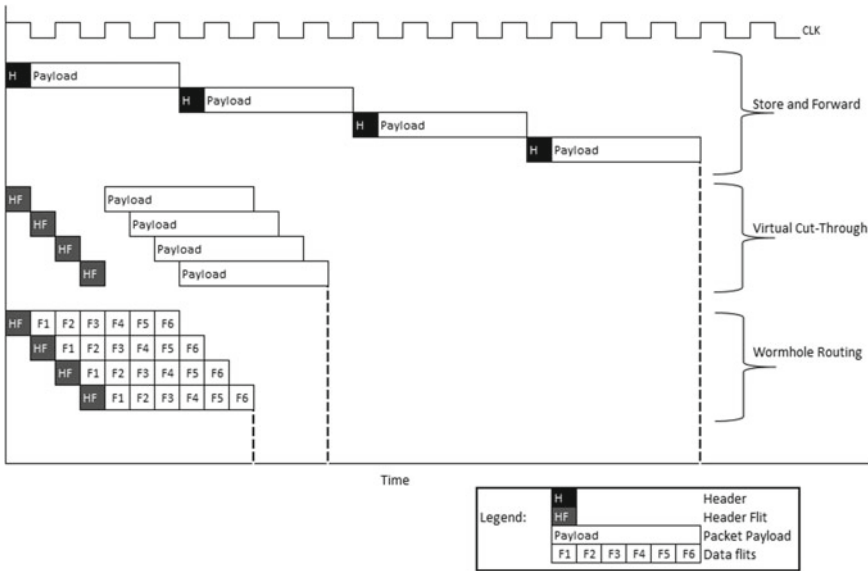 CLK
H Payload
H Payload
H Payload
H Payload
Store and Forward
HF Payload
HF Payload
HF Payload
HF Payload
Virtual Cut-Through
HF F1 F2 F3 F4 F5 F6
HF F1 F2 F3 F4 F5 F6
HF F1 F2 F3 F4 F5 F6
HF F1 F2 F3 F4 F5 F6
Wormhole Routing
Time
Legend:
H Header
HF Header Flit
Payload Packet Payload
F1 F2 F3 F4 F5 F6 Data flits